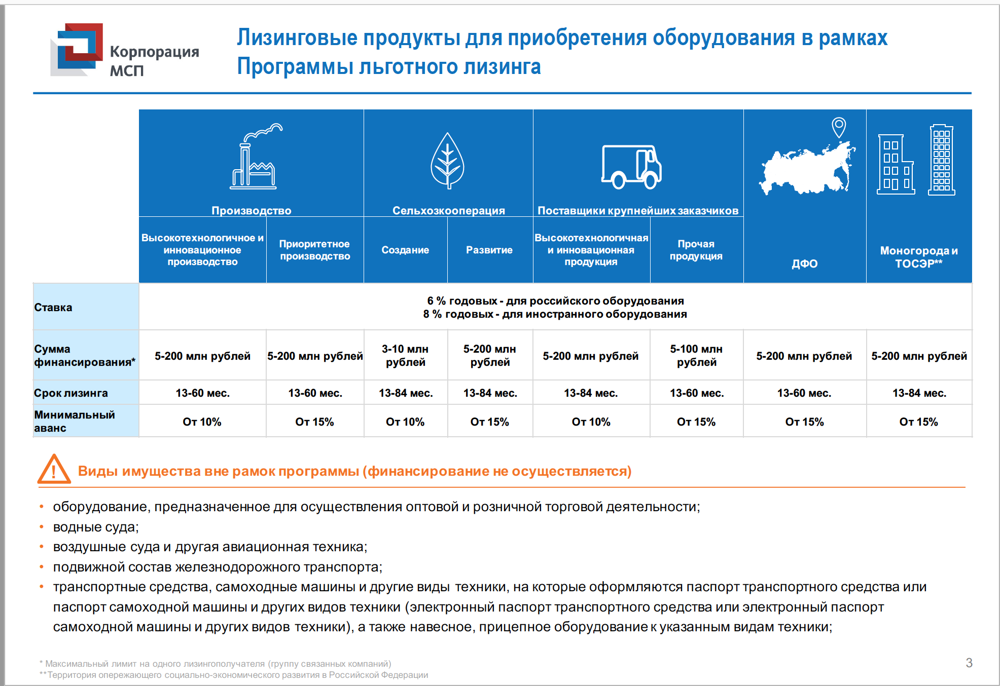 Корпорация
МСП
Лизинговые продукты для приобретения оборудования в рамках
Программы льготного лизинга
Производство
Сельхозкооперация
Поставщики крупнейших заказчиков
Высокотехнологичное и
инновационное
производство
Приоритетное
производство
Создание
Развитие
Высокотехнологичная
и инновационная
продукция
Прочая
продукция
ДФО
Моногорода и
ТОСЭР**
Ставка
6 % годовых - для российского оборудования
8 % годовых - для иностранного оборудования
Сумма
финансирования*
5-200 млн рублей
5-200 млн рублей
3-10 млн
рублей
5-200 млн
рублей
5-200 млн рублей
5-100 млн
рублей
5-200 млн рублей
5-200 млн рублей
Срок лизинга
13-60 мес.
13-60 мес.
13-84 мес.
13-84 мес.
13-84 мес.
13-60 мес.
13-60 мес.
13-84 мес.
Минимальный
аванс
От 10%
От 15%
От 10%
От 15%
От 10%
От 15%
От 15%
От 15%
! Виды имущества вне рамок программы (финансирование не осуществляется)
• оборудование, предназначенное для осуществления оптовой и розничной торговой деятельности;
• водные суда;
• воздушные суда и другая авиационная техника;
• подвижной состав железнодорожного транспорта;
• транспортные средства, самоходные машины и другие виды техники, на которые оформляются паспорт транспортного средства или
паспорт самоходной машины и других видов техники (электронный паспорт транспортного средства или электронный паспорт
самоходной машины и других видов техники), а также навесное, прицепное оборудование к указанным видам техники;
* Максимальный лимит на одного лизингополучателя (группу связанных компаний)
**Территория опережающего социально-экономического развития в Российской Федерации
3